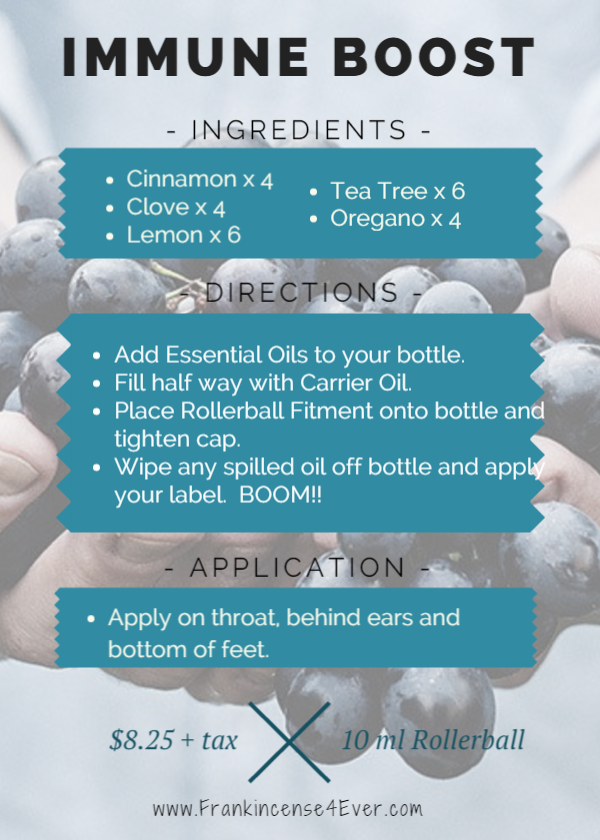 IMMUNE BOOST
- INGREDIENTS -
• Cinnamon x 4
• Clove x 4
• Lemon x 6
• Tea Tree x 6
• Oregano x 4
- DIRECTIONS -
• Add Essential Oils to your bottle.
• Fill half way with Carrier Oil.
• Place Rollerball Fitment onto bottle and
tighten cap.
• Wipe any spilled oil off bottle and apply
your label.  BOOM!!
- APPLICATION -
• Apply on throat, behind ears and
bottom of feet.
$8.25 + tax
10 ml Rollerball
www.Frankincense4Ever.com